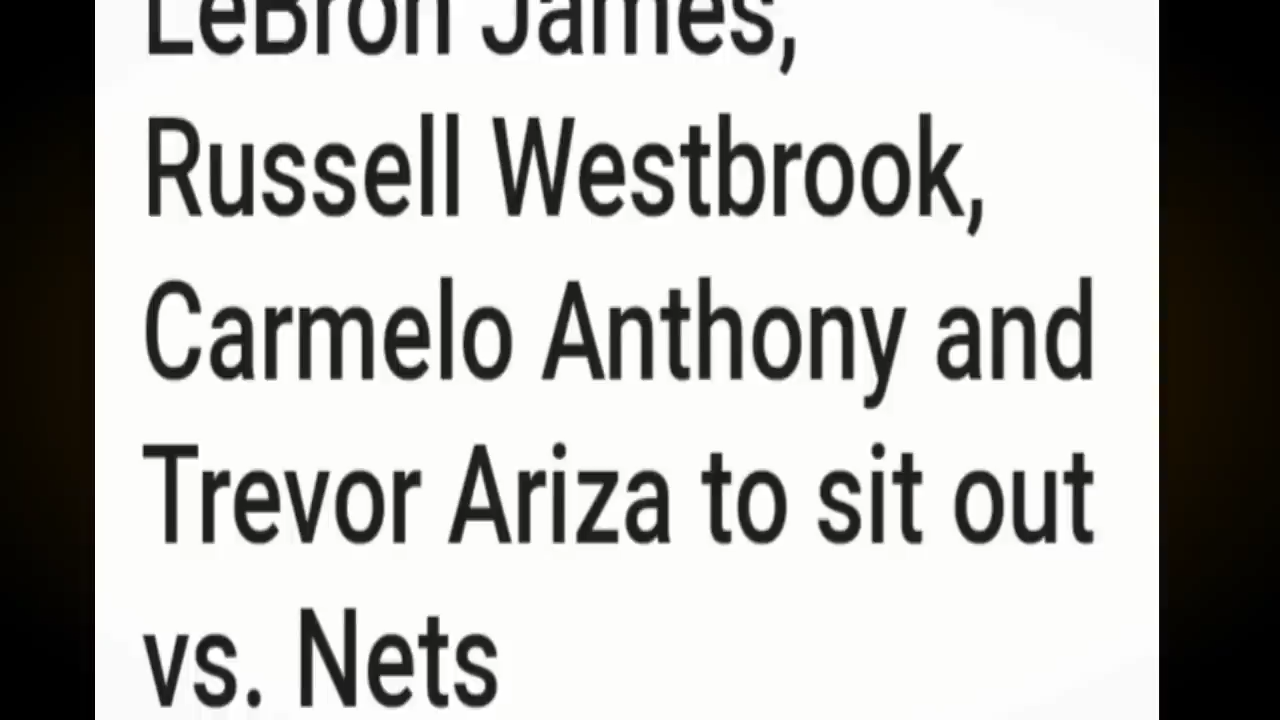 LeBron James,
Russell Westbrook,
Carmelo Anthony and
Trevor Ariza to sit out
vs. Nets